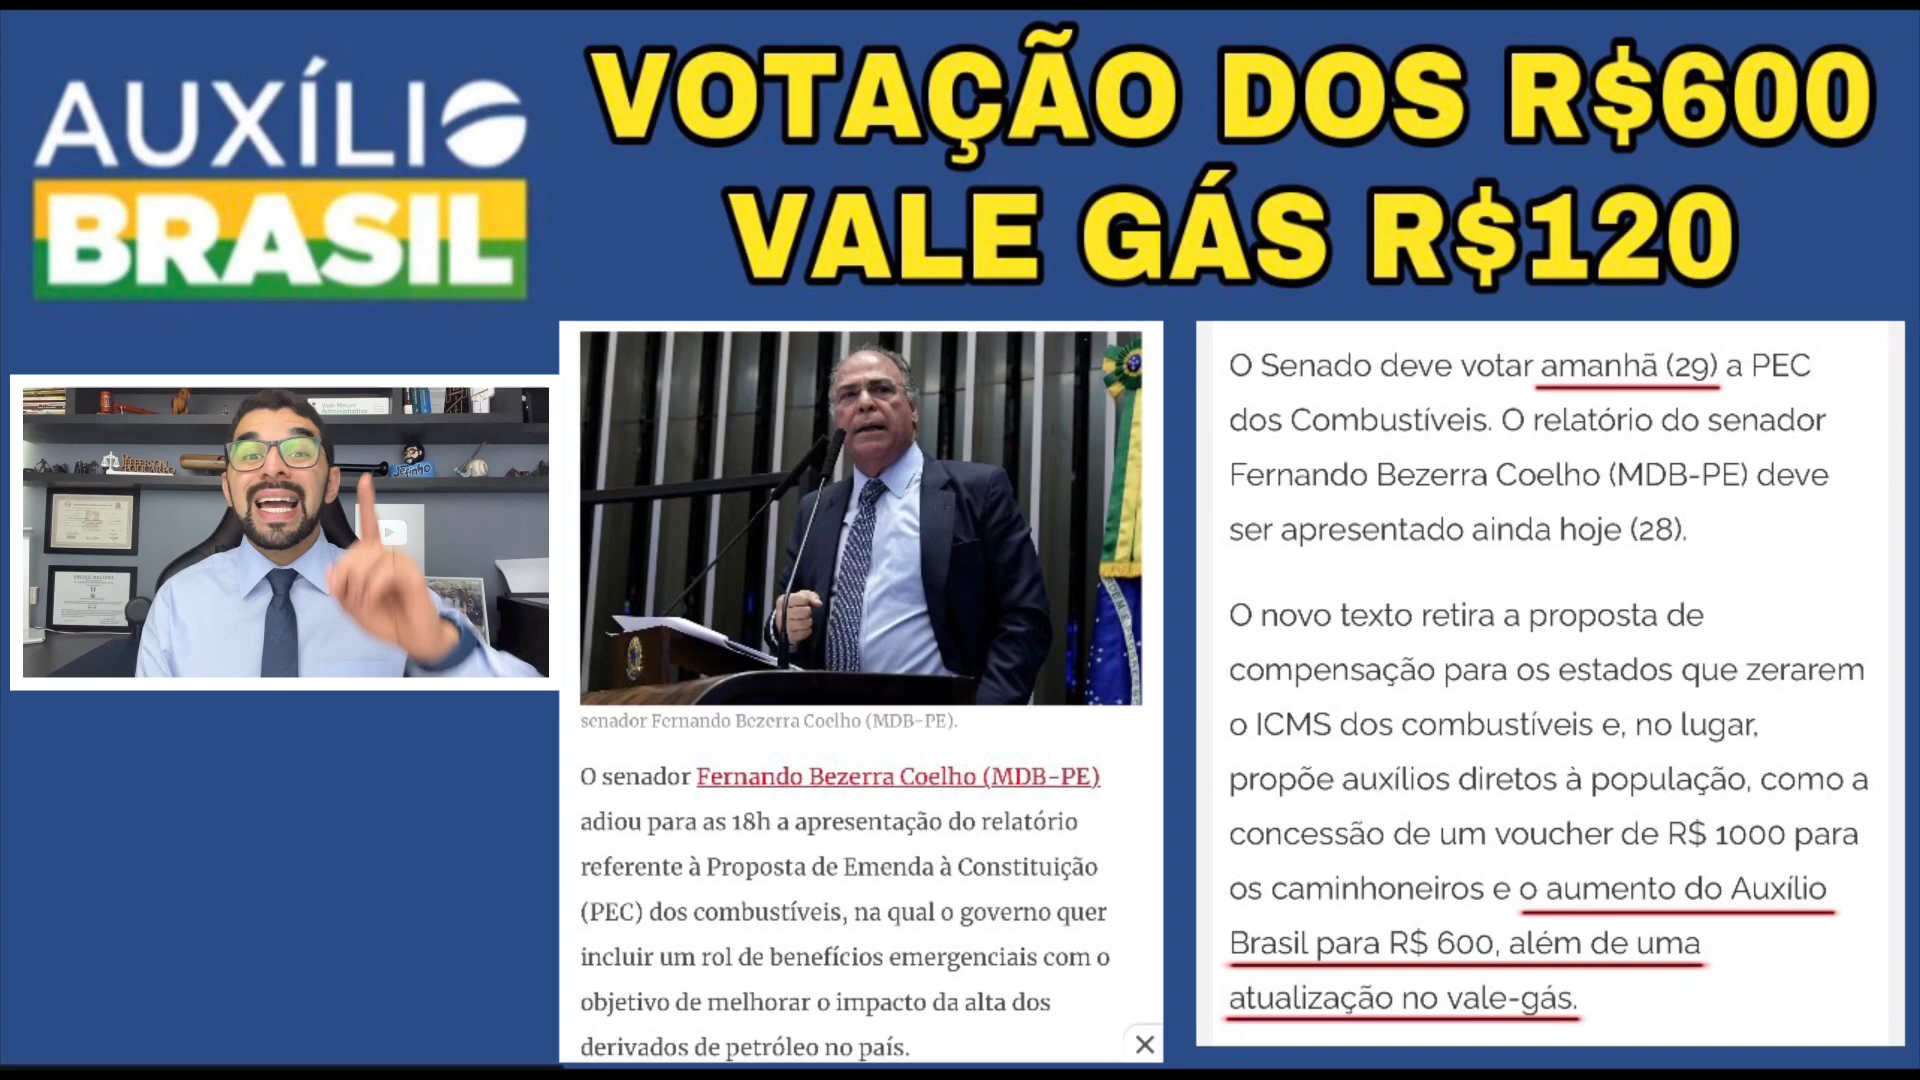 AUXÍLIO
BRASIL
VOTAÇÃO DOS R$600
VALE GÁS R$120
Administrativo
JEFFERSON
Jefinho
senador Fernando Bezerra Coelho (MDB-PE).
O senador Fernando Bezerra Coelho (MDB-PE)
adiou para as 18h a apresentação do relatório
referente à Proposta de Emenda à Constituição
(PEC) dos combustíveis, na qual o governo quer
incluir um rol de benefícios emergenciais com o
objetivo de melhorar o impacto da alta dos
derivados de petróleo no país.
O Senado deve votar amanhã (29) a PEC
dos Combustíveis. O relatório do senador
Fernando Bezerra Coelho (MDB-PE) deve
ser apresentado ainda hoje (28).
O novo texto retira a proposta de
compensação para os estados que zerarem
o ICMS dos combustíveis e, no lugar,
propõe auxílios diretos à população, como a
concessão de um voucher de R$ 1000 para
os caminhoneiros e o aumento do Auxílio
Brasil para R$ 600, além de uma
atualização no vale-gás.